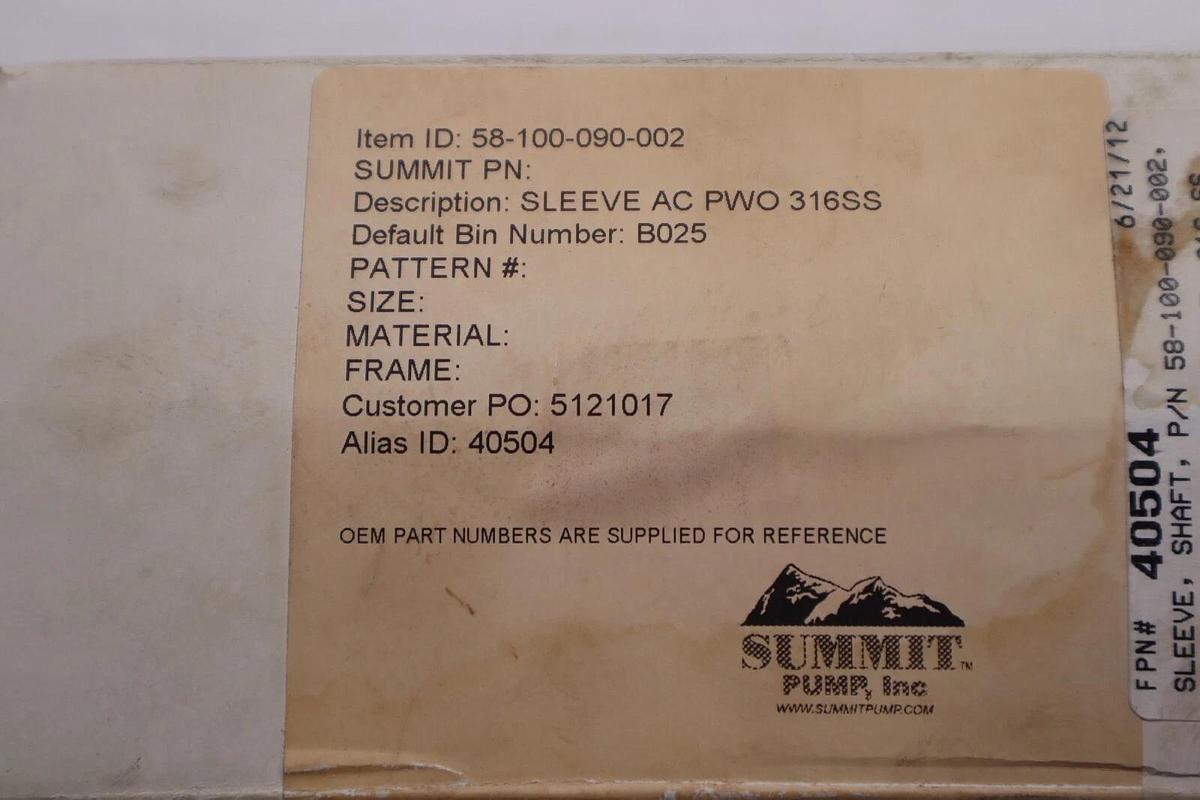 Item ID: 58-100-090-002
SUMMIT PN:
Description: SLEEVE AC PWO 316SS
Default Bin Number: B025
PATTERN #:
SIZE:
MATERIAL:
FRAME:
Customer PO: 5121017
Alias ID: 40504
OEM PART NUMBERS ARE SUPPLIED FOR REFERENCE
SUMMIT™
PUMP, Inc
WWW.SUMMITPUMP.COM
6/21/12
FPN# 40504
SLEEVE, SHAFT, P/N 58-100-090-002,